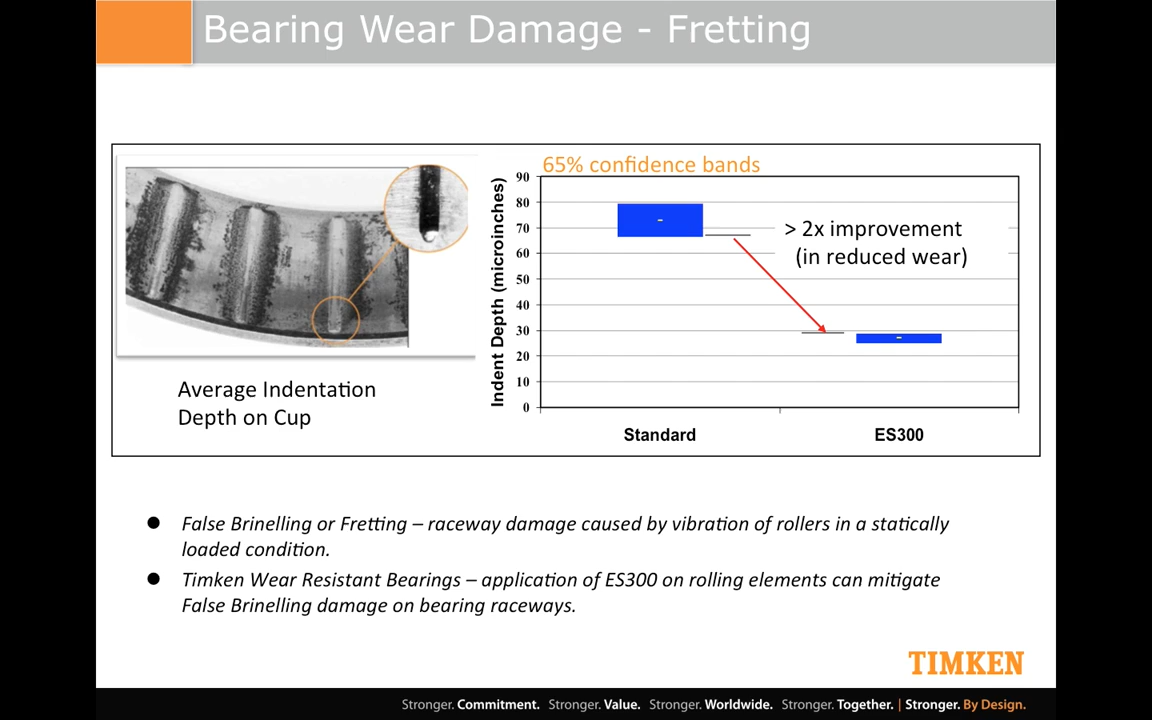 Bearing Wear Damage - Fretting
65% confidence bands
Indent Depth (microinches)
90
80
70
60
50
40
30
20
10
0
> 2x improvement
(in reduced wear)
Standard
ES300
Average Indentation
Depth on Cup
● False Brinelling or Fretting – raceway damage caused by vibration of rollers in a statically
loaded condition.
● Timken Wear Resistant Bearings – application of ES300 on rolling elements can mitigate
False Brinelling damage on bearing raceways.
TIMKEN
Stronger. Commitment. Stronger. Value. Stronger. Worldwide. Stronger. Together. | Stronger. By Design.